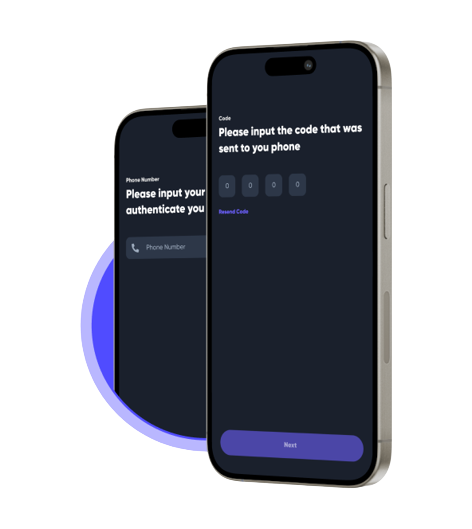 Phone Number
Please input your
authenticate you
Phone Number
Code
Please input the code that was
sent to you phone
0 0 0 0
Resend Code
Next